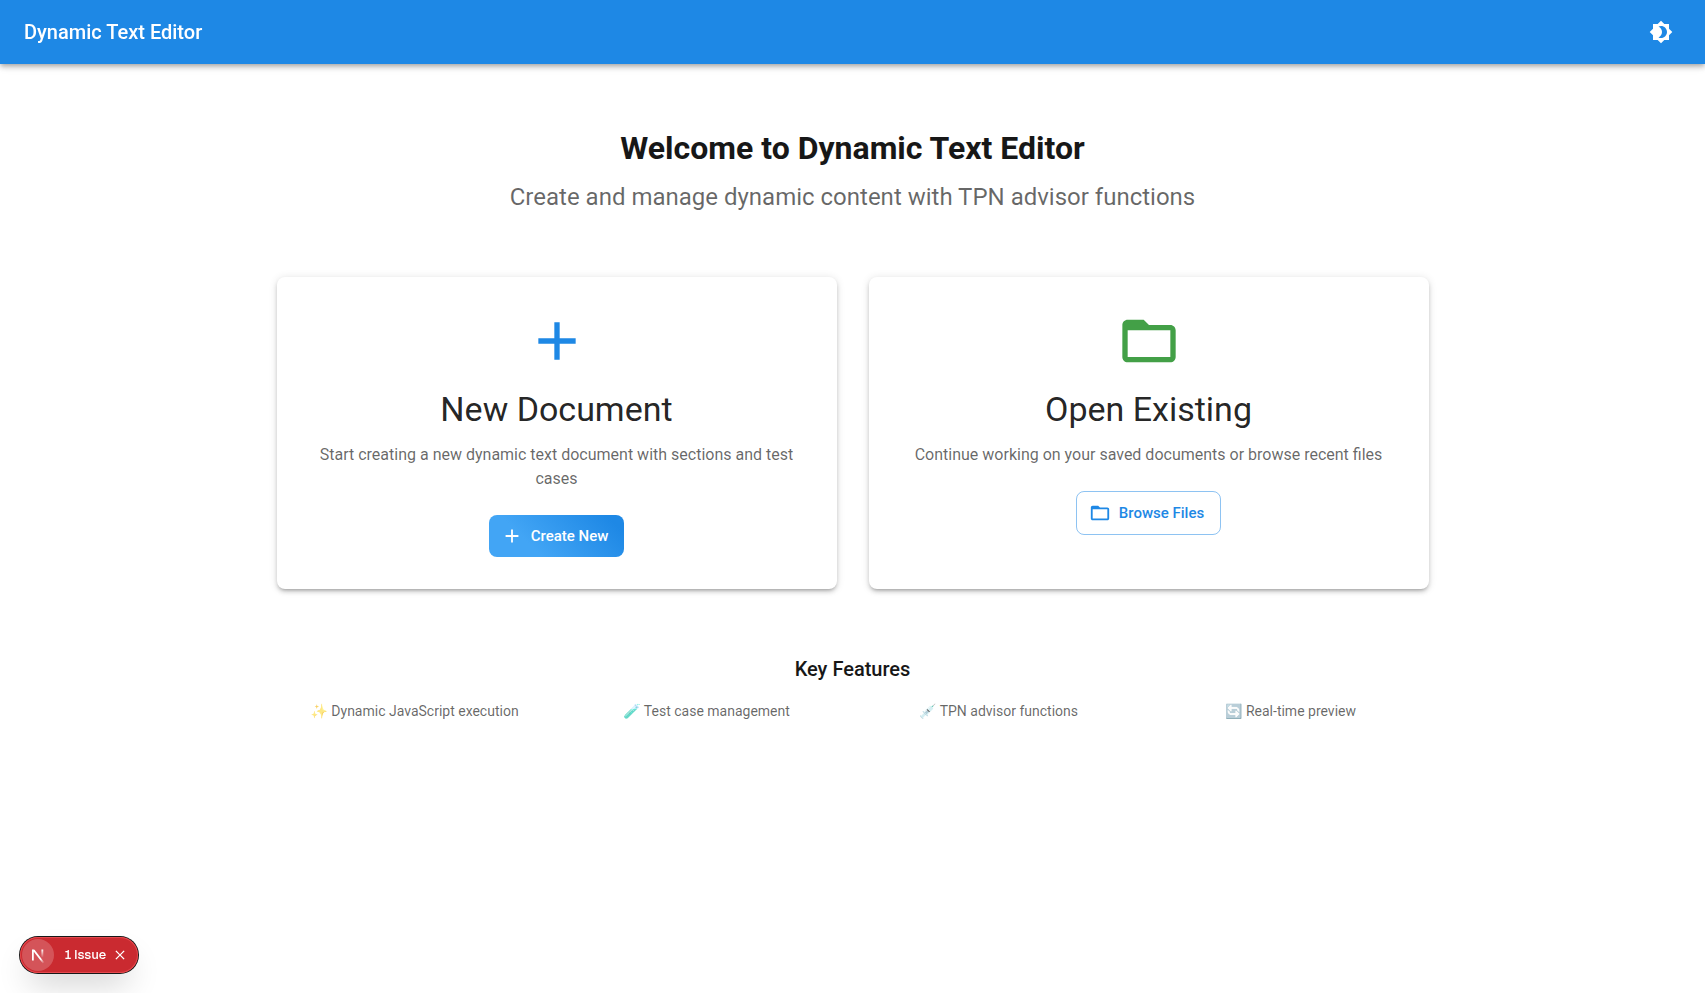 Dynamic Text Editor
Welcome to Dynamic Text Editor
Create and manage dynamic content with TPN advisor functions
New Document
Start creating a new dynamic text document with sections and test
cases
Create New
Open Existing
Continue working on your saved documents or browse recent files
Browse Files
Key Features
✨ Dynamic JavaScript execution
🧪 Test case management
💉 TPN advisor functions
🔄 Real-time preview
N 1 Issue